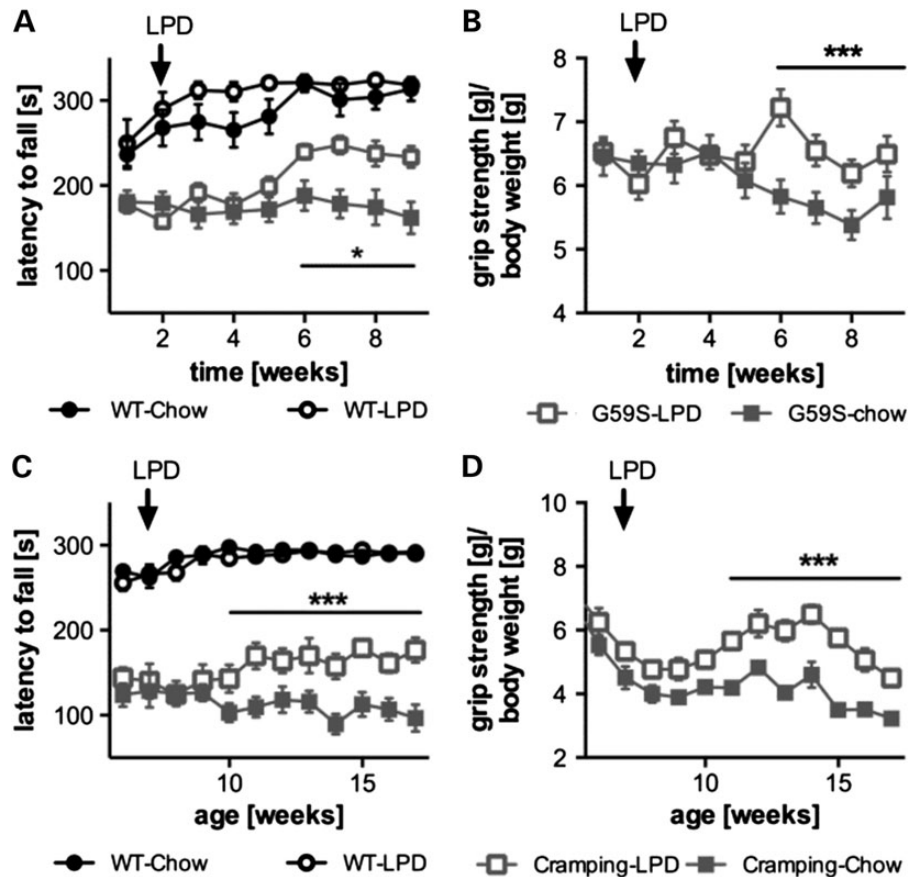 A
LPD
latency to fall [s]
300
200
100
*
2 4 6 8
time [weeks]
WT-Chow WT-LPD
B
LPD
grip strength [g]/
body weight [g]
8
7
6
5
4
***
2 4 6 8
time [weeks]
G59S-LPD G59S-chow
C
LPD
latency to fall [s]
300
200
100
***
10 15
age [weeks]
WT-Chow WT-LPD
D
LPD
grip strength [g]/
body weight [g]
10
8
6
4
2
***
10 15
age [weeks]
Cramping-LPD Cramping-Chow